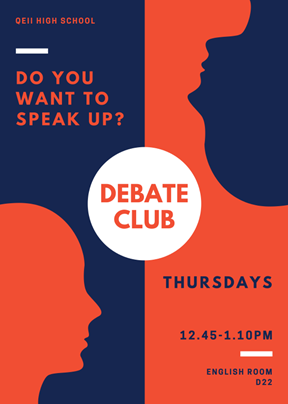 QEII HIGH SCHOOL
DO YOU
WANT TO
SPEAK UP?
DEBATE
CLUB
THURSDAYS
12.45-1.10PM
ENGLISH ROOM
D22